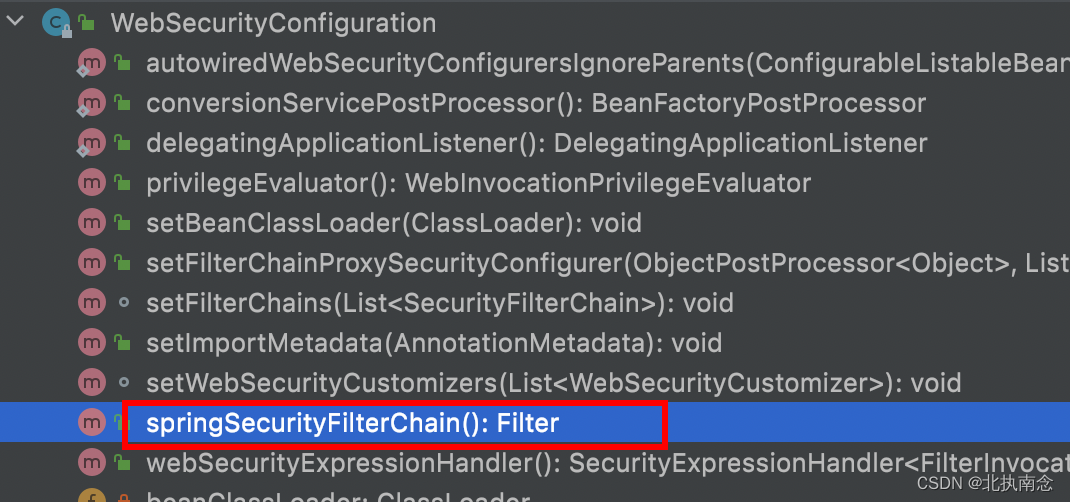 WebSecurityConfiguration
autowiredWebSecurityConfigurersIgnoreParents(ConfigurableListableBean
conversionServicePostProcessor(): BeanFactoryPostProcessor
delegatingApplicationListener(): DelegatingApplicationListener
privilegeEvaluator(): WebInvocationPrivilegeEvaluator
setBeanClassLoader(ClassLoader): void
setFilterChainProxySecurityConfigurer(ObjectPostProcessor<Object>, List
setFilterChains(List<SecurityFilterChain>): void
setImportMetadata(AnnotationMetadata): void
setWebSecurityCustomizers(List<WebSecurityCustomizer>): void
springSecurityFilterChain(): Filter
webSecurityExpressionHandler(): SecurityExpressionHandler<FilterInvocat
CSDN @北执南念
beanClassLoader: ClassLoader